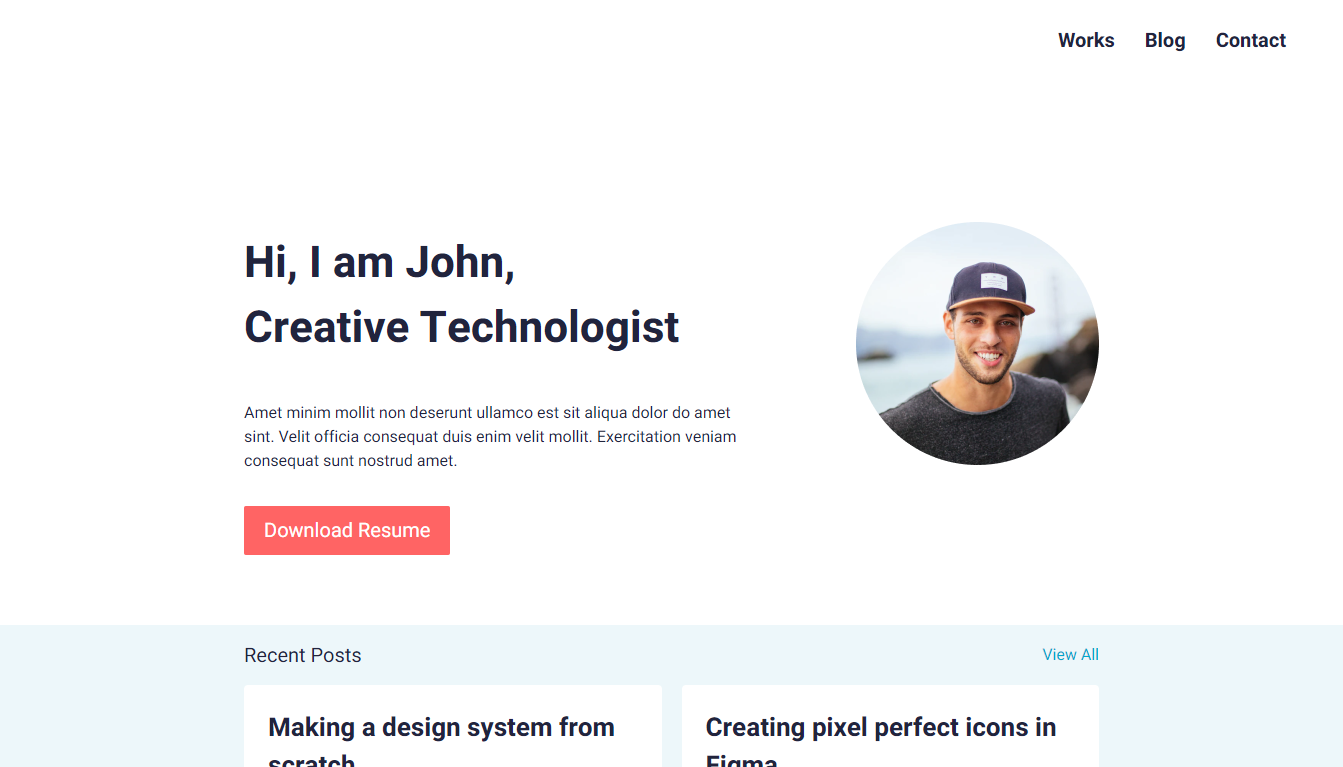 Works Blog Contact
Hi, I am John,
Creative Technologist
Amet minim mollit non deserunt ullamco est sit aliqua dolor do amet
sint. Velit officia consequat duis enim velit mollit. Exercitation veniam
consequat sunt nostrud amet.
Download Resume
Recent Posts
View All
Making a design system from
scratch
Creating pixel perfect icons in
Figma